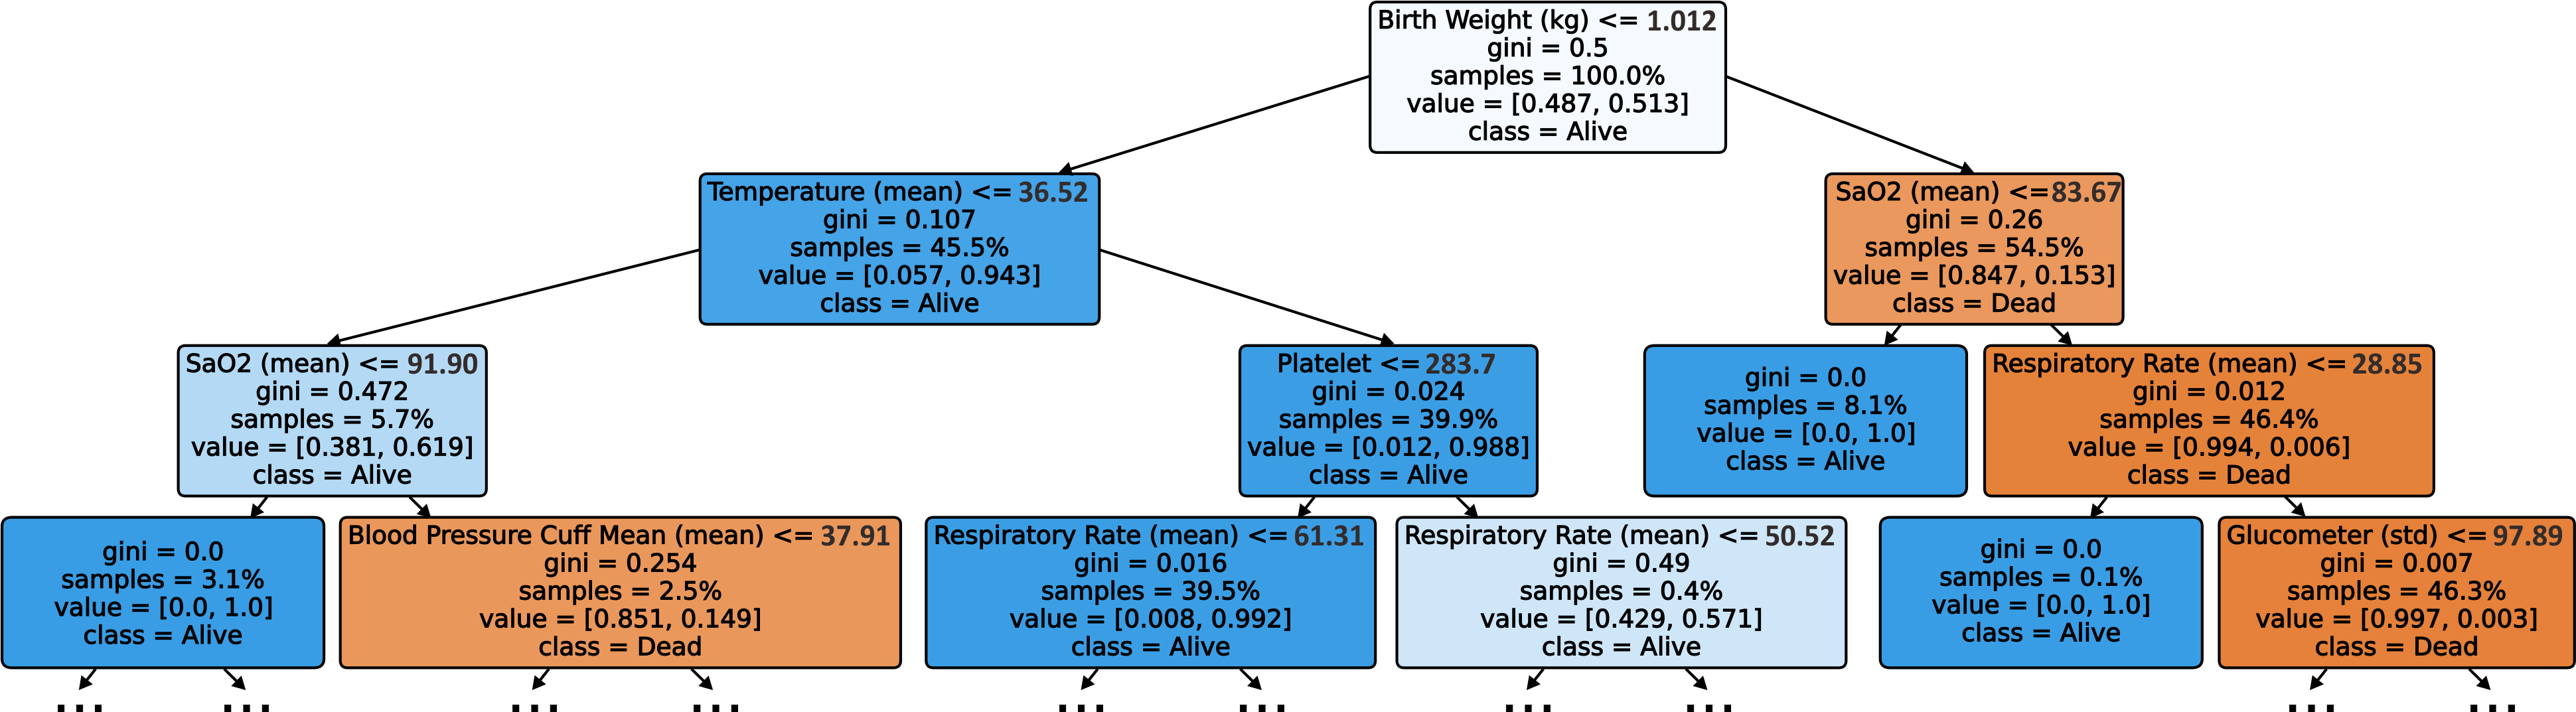 Birth Weight (kg) <= 1.012
gini = 0.5
samples = 100.0%
value = [0.487, 0.513]
class = Alive
Temperature (mean) <= 36.52
gini = 0.107
samples = 45.5%
value = [0.057, 0.943]
class = Alive
SaO2 (mean) <=83.67
gini = 0.26
samples = 54.5%
value = [0.847, 0.153]
class = Dead
SaO2 (mean) <= 91.90
gini = 0.472
samples = 5.7%
value = [0.381, 0.619]
class = Alive
Platelet <= 283.7
gini = 0.024
samples = 39.9%
value = [0.012, 0.988]
class = Alive
gini = 0.0
samples = 8.1%
value = [0.0, 1.0]
class = Alive
Respiratory Rate (mean) <= 28.85
gini = 0.012
samples = 46.4%
value = [0.994, 0.006]
class = Dead
gini = 0.0
samples = 3.1%
value = [0.0, 1.0]
class = Alive
Blood Pressure Cuff Mean (mean) <= 37.91
gini = 0.254
samples = 2.5%
value = [0.851, 0.149]
class = Dead
Respiratory Rate (mean) <= 61.31
gini = 0.016
samples = 39.5%
value = [0.008, 0.992]
class = Alive
Respiratory Rate (mean) <= 50.52
gini = 0.49
samples = 0.4%
value = [0.429, 0.571]
class = Alive
gini = 0.0
samples = 0.1%
value = [0.0, 1.0]
class = Alive
Glucometer (std) <= 97.89
gini = 0.007
samples = 46.3%
value = [0.997, 0.003]
class = Dead
... ... ... ... ... ... ... ... ... ...